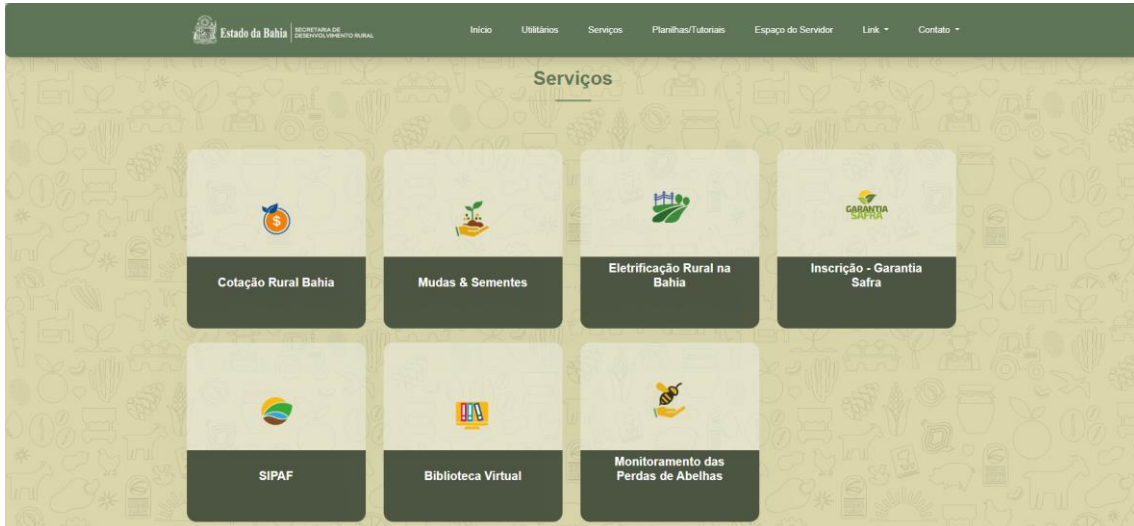 Estado da Bahia
SECRETARIA DE
DESENVOLVIMENTO RURAL
Início
Utilitários
Serviços
Planilhas/Tutoriais
Espaço do Servidor
Link
Contato
Serviços
Cotação Rural Bahia
Mudas & Sementes
Eletrificação Rural na
Bahia
GARANTIA
SAFRA
Inscrição - Garantia
Safra
SIPAF
Biblioteca Virtual
Monitoramento das
Perdas de Abelhas